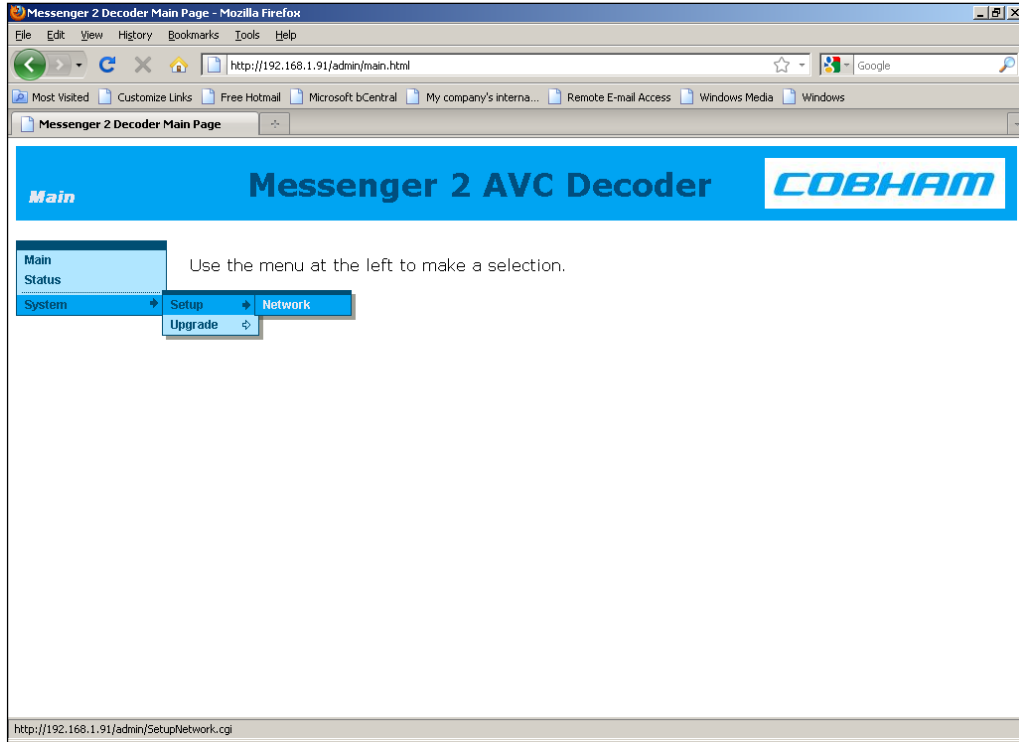 Messenger 2 Decoder Main Page - Mozilla Firefox
File Edit View History Bookmarks Tools Help
http://192.168.1.91/admin/main.html Google
Most Visited Customize Links Free Hotmail Microsoft bCentral My company's interna... Remote E-mail Access Windows Media Windows
Messenger 2 Decoder Main Page
Main Messenger 2 AVC Decoder COBHAM
Main
Use the menu at the left to make a selection.
Status
System Setup Network
Upgrade
http://192.168.1.91/admin/SetupNetwork.cgi